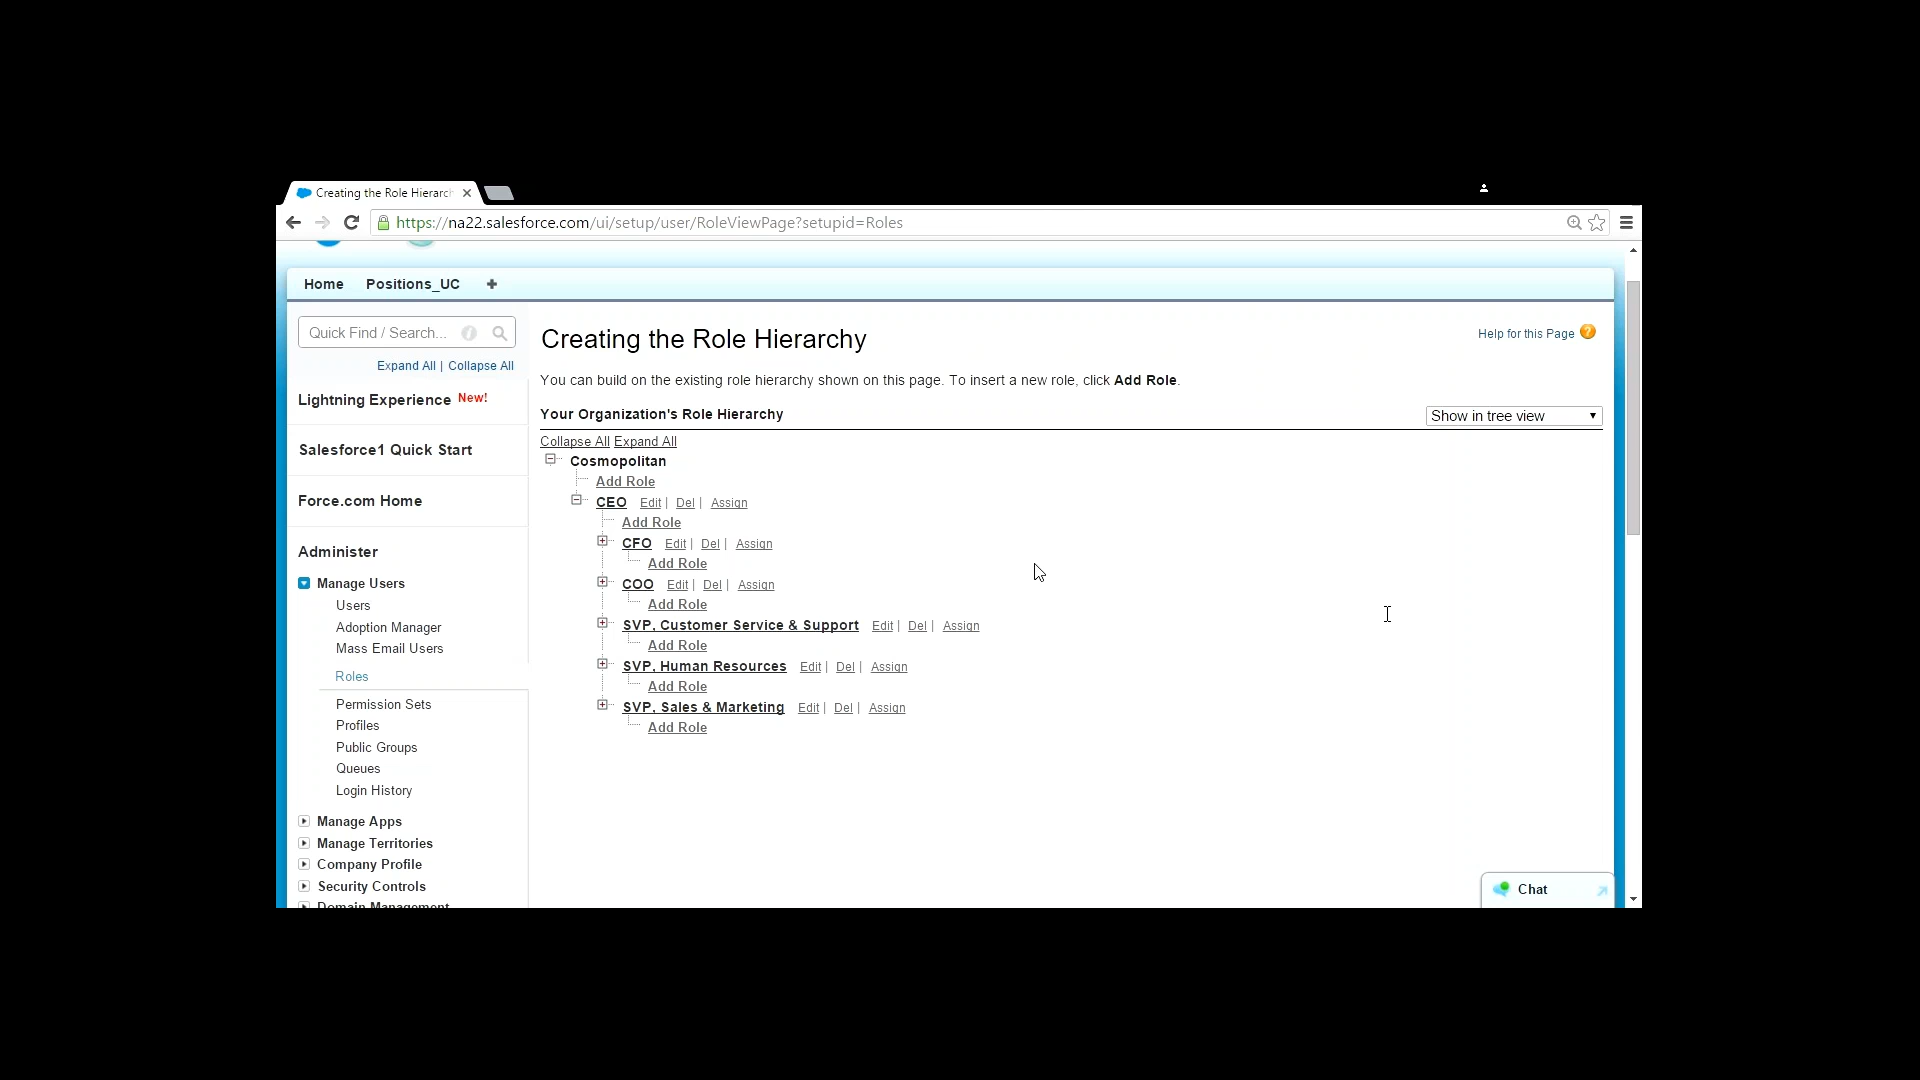 Creating the Role Hierarch
https://na22.salesforce.com/ui/setup/user/RoleViewPage?setupid=Roles
Home Positions_UC
Quick Find / Search...
Expand All | Collapse All
Lightning Experience New!
Salesforce1 Quick Start
Force.com Home
Administer
Manage Users
Users
Adoption Manager
Mass Email Users
Roles
Permission Sets
Profiles
Public Groups
Queues
Login History
Manage Apps
Manage Territories
Company Profile
Security Controls
Domain Management
Creating the Role Hierarchy
Help for this Page ?
You can build on the existing role hierarchy shown on this page. To insert a new role, click Add Role.
Your Organization's Role Hierarchy
Show in tree view
Collapse All Expand All
Cosmopolitan
Add Role
CEO Edit | Del | Assign
Add Role
CFO Edit | Del | Assign
Add Role
COO Edit | Del | Assign
Add Role
SVP, Customer Service & Support Edit | Del | Assign
Add Role
SVP, Human Resources Edit | Del | Assign
Add Role
SVP, Sales & Marketing Edit | Del | Assign
Add Role
Chat